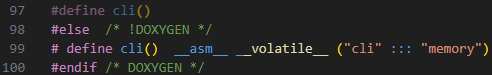 97 #define cli()
98 #else /* !DOXYGEN */
99 # define cli() __asm__ __volatile__ ("cli" ::: "memory")
100 #endif /* DOXYGEN */